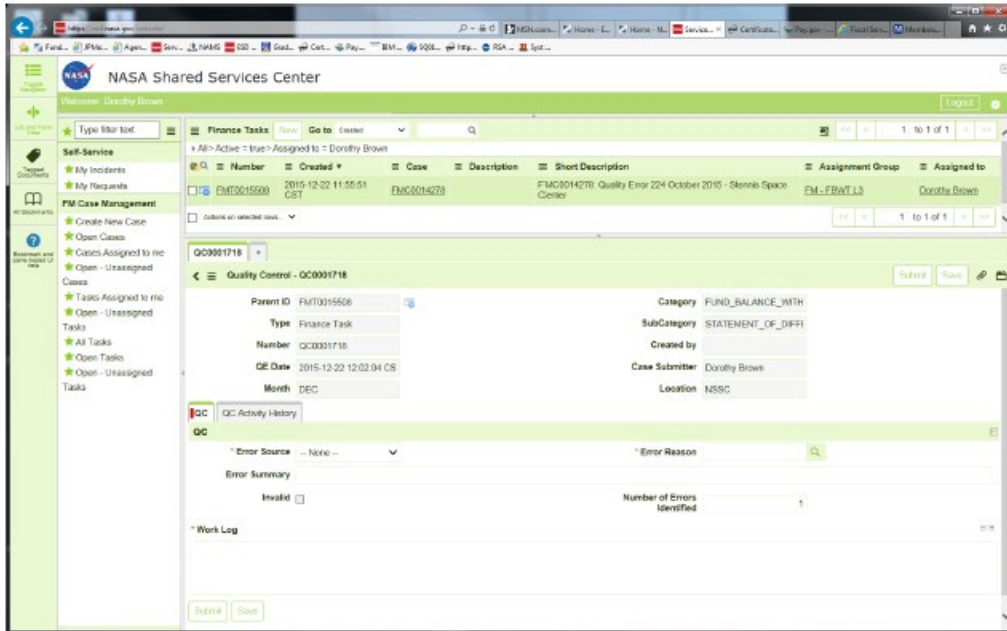 NASA
NASA Shared Services Center
Welcome: Dorothy Brown
Logout
Type filter text
Finance Tasks New Go to Created
1 to 1 of 1
All> Active = true> Assigned to = Dorothy Brown
Self-Service
My Incidents
My Requests
Number Created Case Description Short Description Assignment Group Assigned to
FMT0015508 2015-12-22 11:55:51 CST FMC0014278 FMC0014278: Quality Error 224 October 2015 - Stennis Space Center FM - FBWT L3 Dorothy Brown
Actions on selected rows...
1 to 1 of 1
FM Case Management
Create New Case
Open Cases
Cases Assigned to me
Open - Unassigned
Cases
Tasks Assigned to me
Open - Unassigned
Tasks
All Tasks
Open Tasks
Open - Unassigned
Tasks
QC0001718 +
Quality Control - QC0001718
Submit Save
Parent ID FMT0015508
Category FUND_BALANCE_WITH
Type Finance Task
SubCategory STATEMENT_OF_DIFF
Number QC0001718
Created by
QE Date 2015-12-22 12:02:04 CS
Case Submitter Dorothy Brown
Month DEC
Location NSSC
QC QC Activity History
QC
* Error Source -- None --
* Error Reason
Error Summary
Invalid
Number of Errors
Identified
1
* Work Log
Submit Save